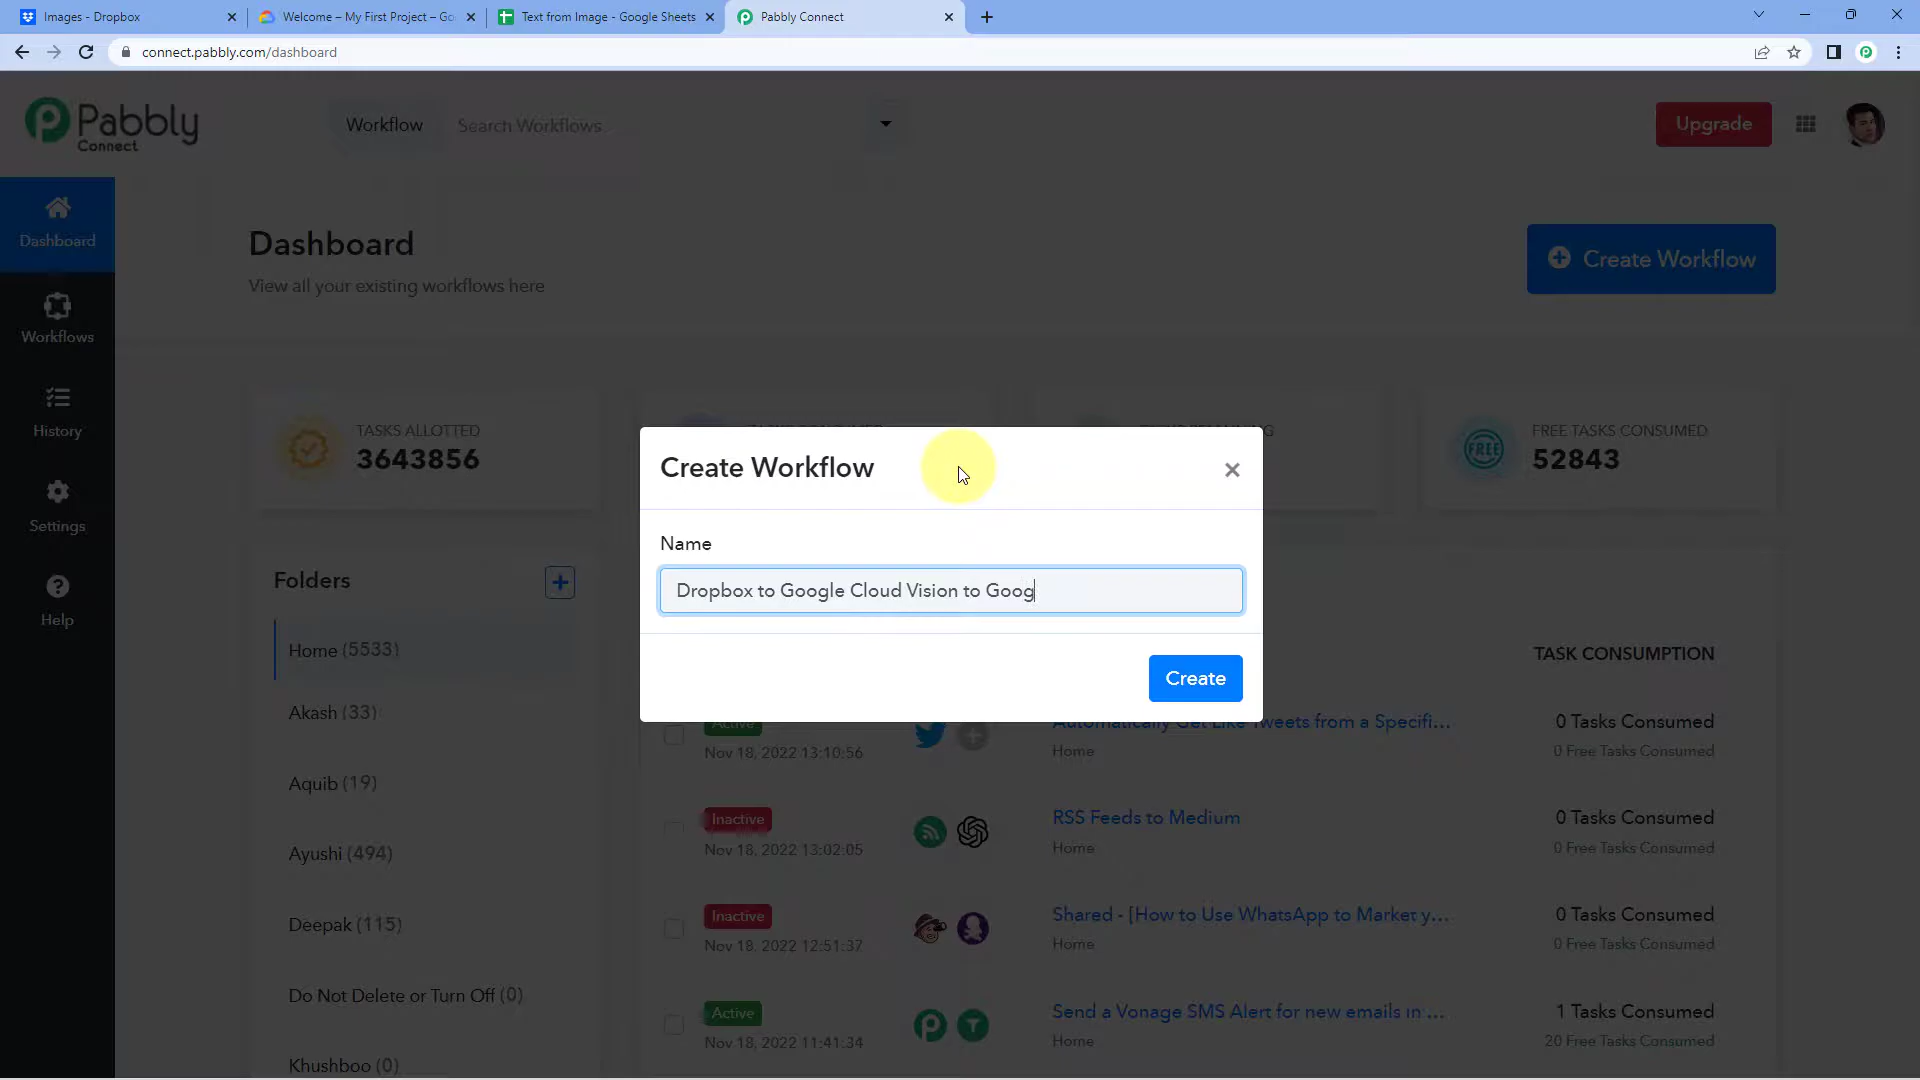 Images - Dropbox
Welcome – My First Project – Go
Text from Image - Google Sheets
Pabbly Connect
connect.pabbly.com/dashboard
Pabbly
Connect
Workflow
Search Workflows...
Upgrade
Dashboard
Workflows
History
Settings
Help
Dashboard
View all your existing workflows here
Create Workflow
TASKS ALLOTTED
3643856
FREE TASKS CONSUMED
52843
FREE
Create Workflow
Name
Dropbox to Google Cloud Vision to Goog
Create
Folders
Home (5533)
Akash (33)
Aquib (19)
Ayushi (494)
Deepak (115)
Do Not Delete or Turn Off (0)
Khushboo (0)
TASK CONSUMPTION
Active
Nov 18, 2022 13:10:56
Automatically Get Like Tweets from a Specifi...
Home
0 Tasks Consumed
0 Free Tasks Consumed
Inactive
Nov 18, 2022 13:02:05
RSS Feeds to Medium
Home
0 Tasks Consumed
0 Free Tasks Consumed
Inactive
Nov 18, 2022 12:51:37
Shared - [How to Use WhatsApp to Market y...
Home
0 Tasks Consumed
0 Free Tasks Consumed
Active
Nov 18, 2022 11:41:34
Send a Vonage SMS Alert for new emails in ...
Home
1 Tasks Consumed
20 Free Tasks Consumed